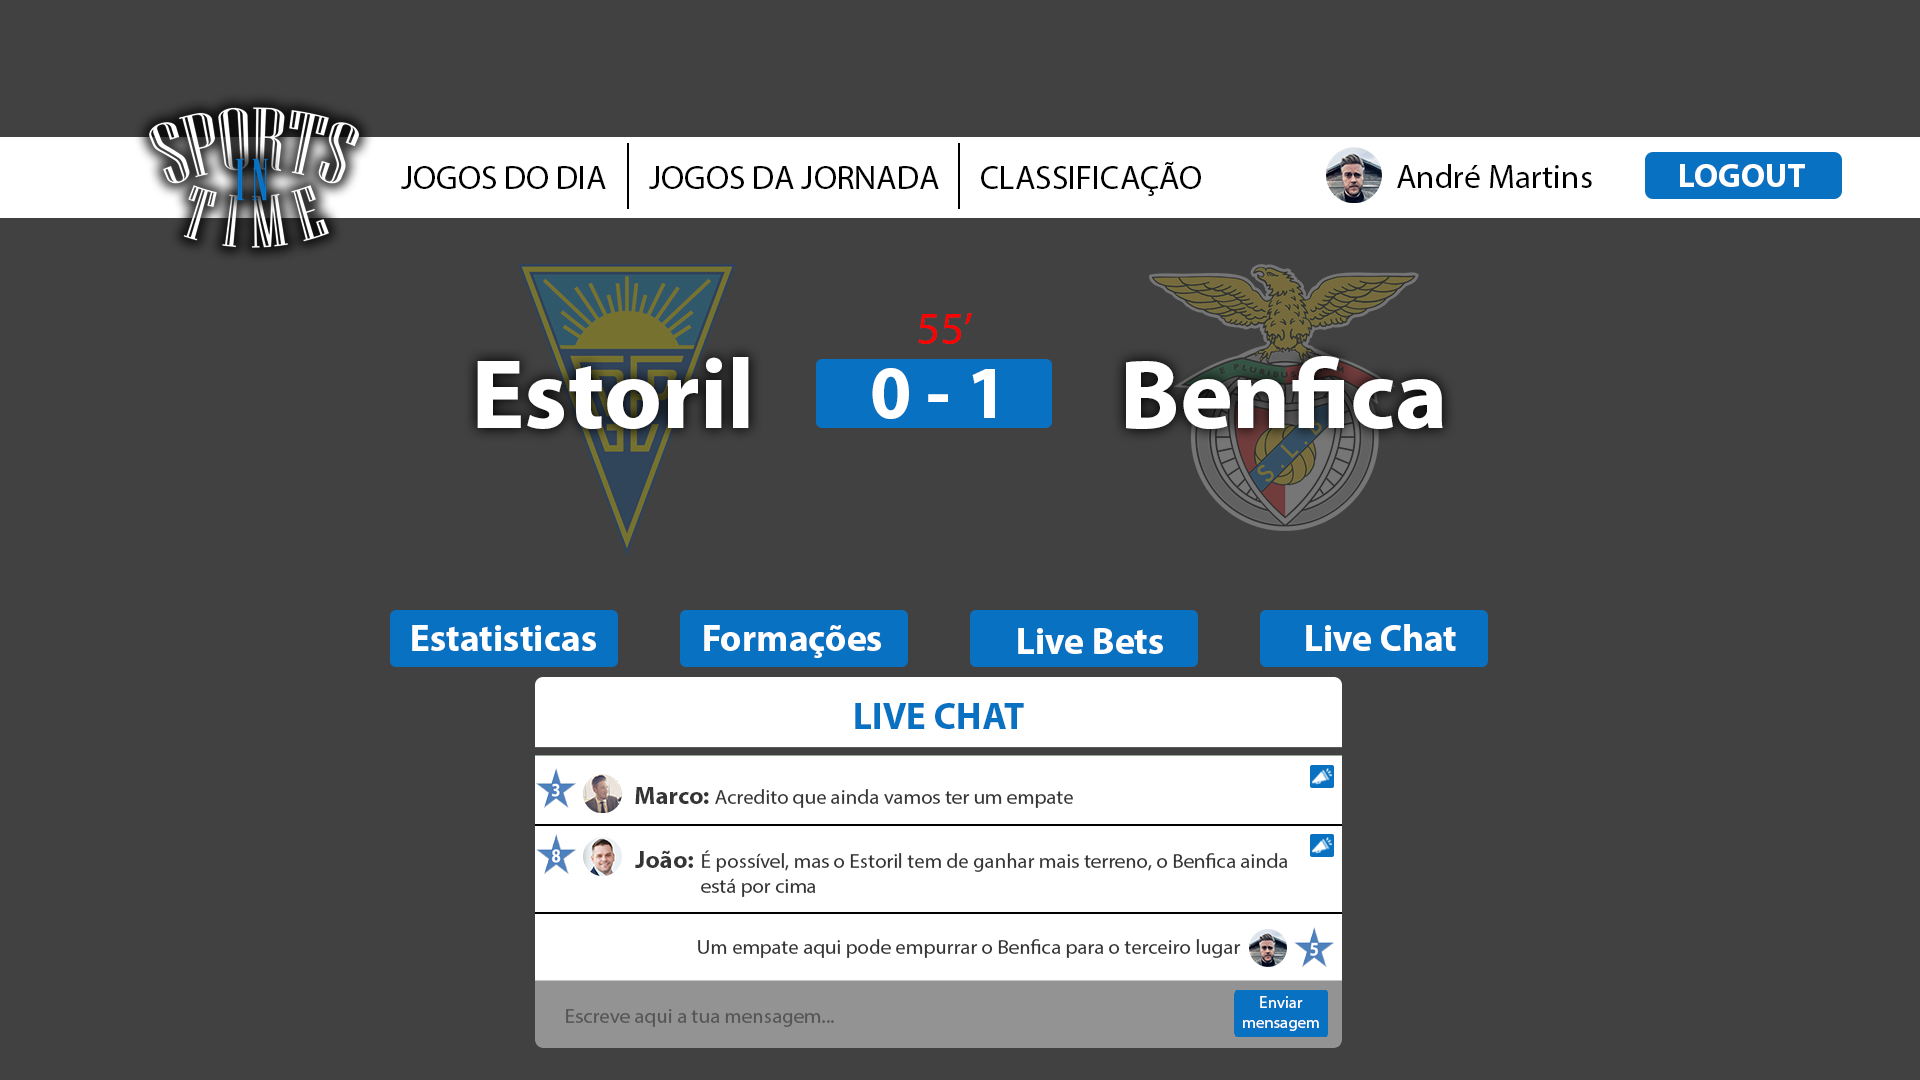 SPORTS
IN
TIME
JOGOS DO DIA
JOGOS DA JORNADA
CLASSIFICAÇÃO
André Martins
LOGOUT
55’
Estoril
0 - 1
Benfica
S. L. B
Estatisticas
Formações
Live Bets
Live Chat
LIVE CHAT
3
Marco: Acredito que ainda vamos ter um empate
8
João: É possível, mas o Estoril tem de ganhar mais terreno, o Benfica ainda
está por cima
Um empate aqui pode empurrar o Benfica para o terceiro lugar
5
Escreve aqui a tua mensagem...
Enviar
mensagem